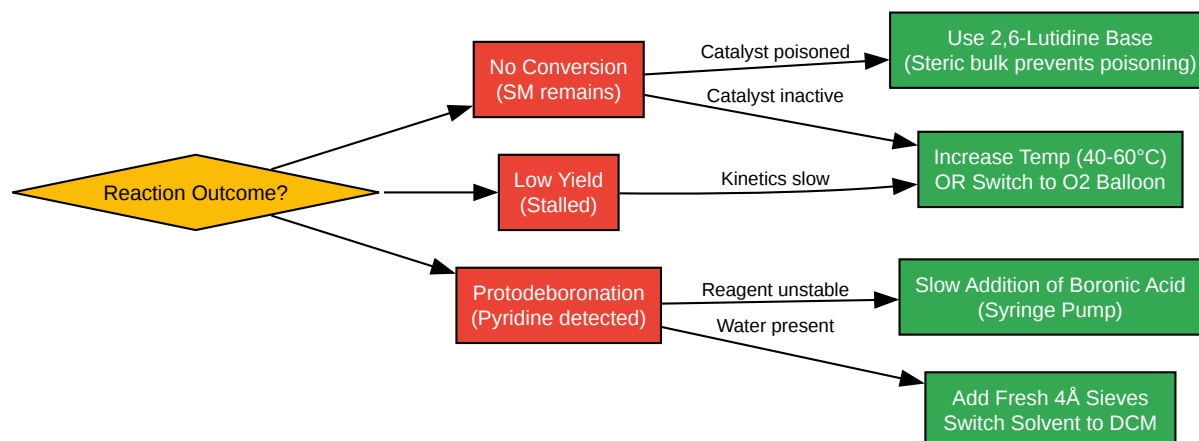 Reaction Outcome?
No Conversion
(SM remains)
Low Yield
(Stalled)
Protodeboronation
(Pyridine detected)
Catalyst poisoned
Catalyst inactive
Kinetics slow
Reagent unstable
Water present
Use 2,6-Lutidine Base
(Steric bulk prevents poisoning)
Increase Temp (40-60°C)
OR Switch to O2 Balloon
Slow Addition of Boronic Acid
(Syringe Pump)
Add Fresh 4Å Sieves
Switch Solvent to DCM